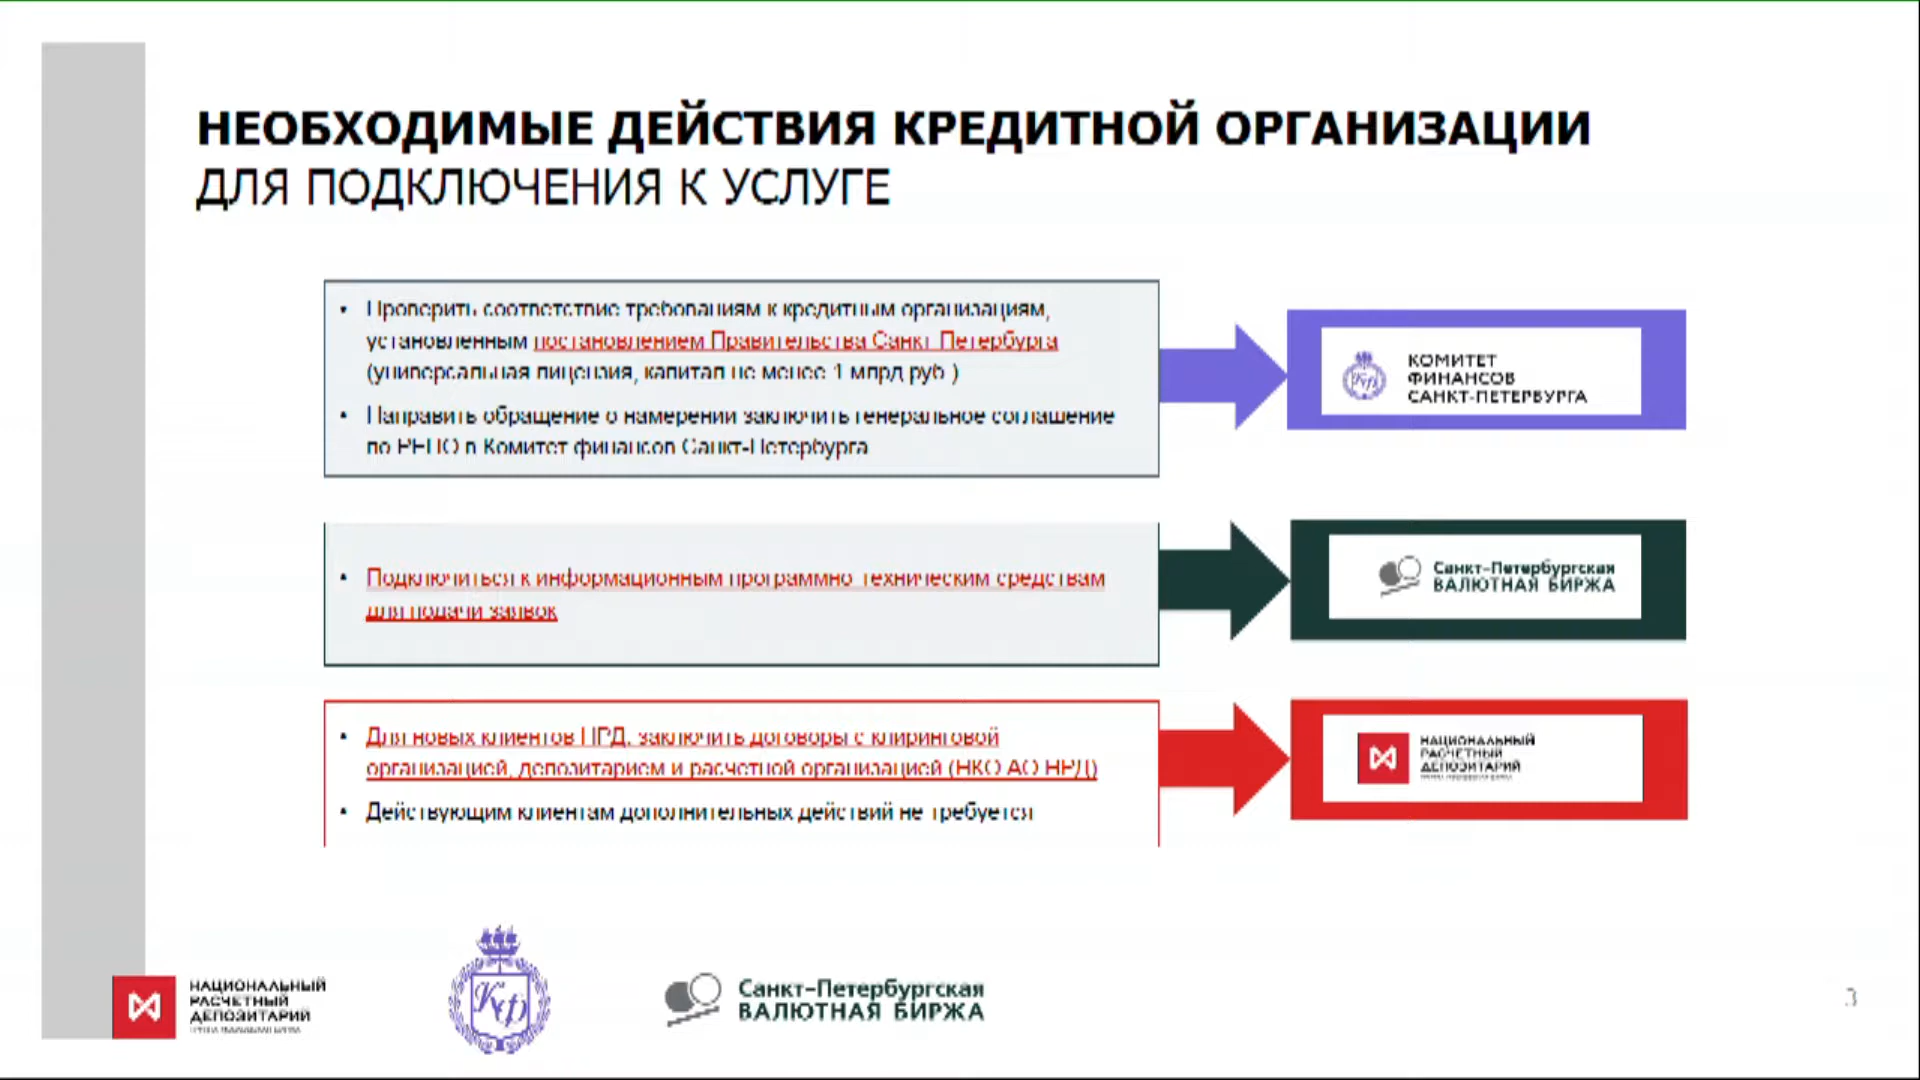 НЕОБХОДИМЫЕ ДЕЙСТВИЯ КРЕДИТНОЙ ОРГАНИЗАЦИИ
ДЛЯ ПОДКЛЮЧЕНИЯ К УСЛУГЕ
• Проверить соответствие требованиям к кредитным организациям,
установленным постановлением Правительства Санкт-Петербурга
(универсальная лицензия, капитал не менее 1 млрд руб.)
• Направить обращение о намерении заключить генеральное соглашение
по РЕПО в Комитет финансов Санкт-Петербурга
КОМИТЕТ
ФИНАНСОВ
САНКТ-ПЕТЕРБУРГА
• Подключиться к информационным программно-техническим средствам
для подачи заявок
Санкт-Петербургская
ВАЛЮТНАЯ БИРЖА
• Для новых клиентов НРД: заключить договоры с клиринговой
организацией, депозитарием и расчетной организацией (НКО АО НРД)
• Действующим клиентам дополнительных действий не требуется
НАЦИОНАЛЬНЫЙ
РАСЧЕТНЫЙ
ДЕПОЗИТАРИЙ
НАЦИОНАЛЬНЫЙ
РАСЧЕТНЫЙ
ДЕПОЗИТАРИЙ
Кф
Санкт-Петербургская
ВАЛЮТНАЯ БИРЖА
3